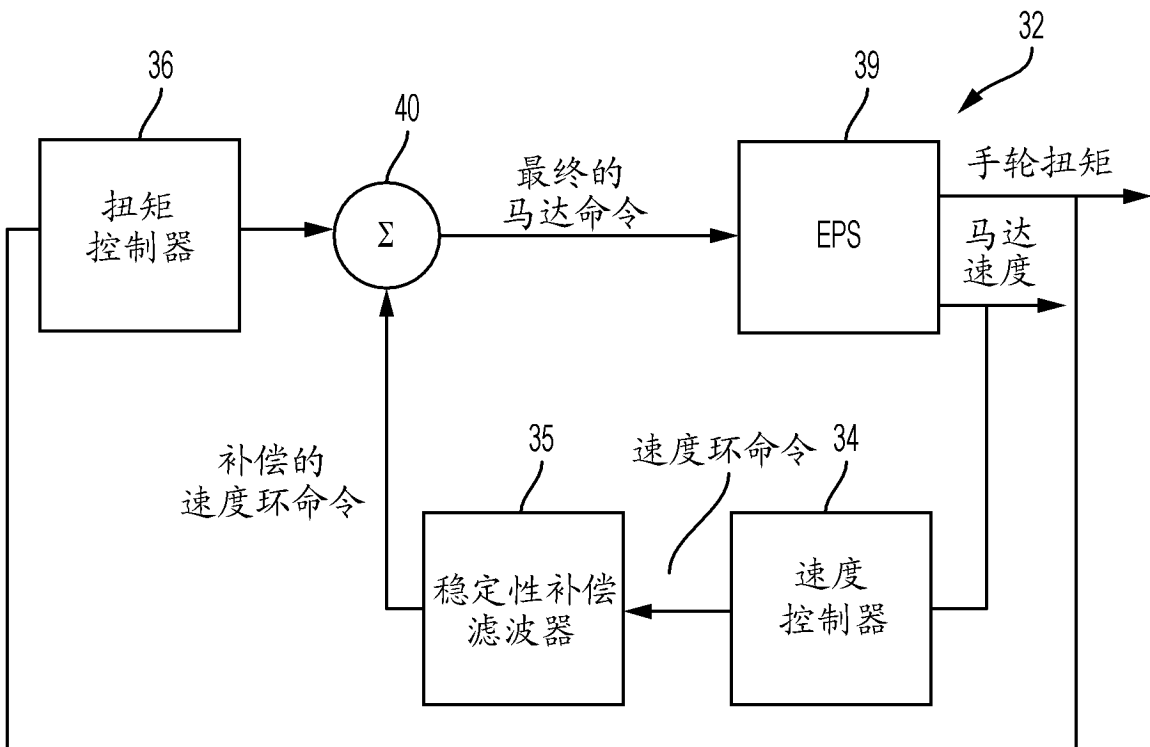 32
36
40
39
扭矩
控制器
Σ
最终的
马达命令
EPS
手轮扭矩
马达
速度
补偿的
速度环命令
35
速度环命令
34
稳定性补偿
滤波器
速度
控制器